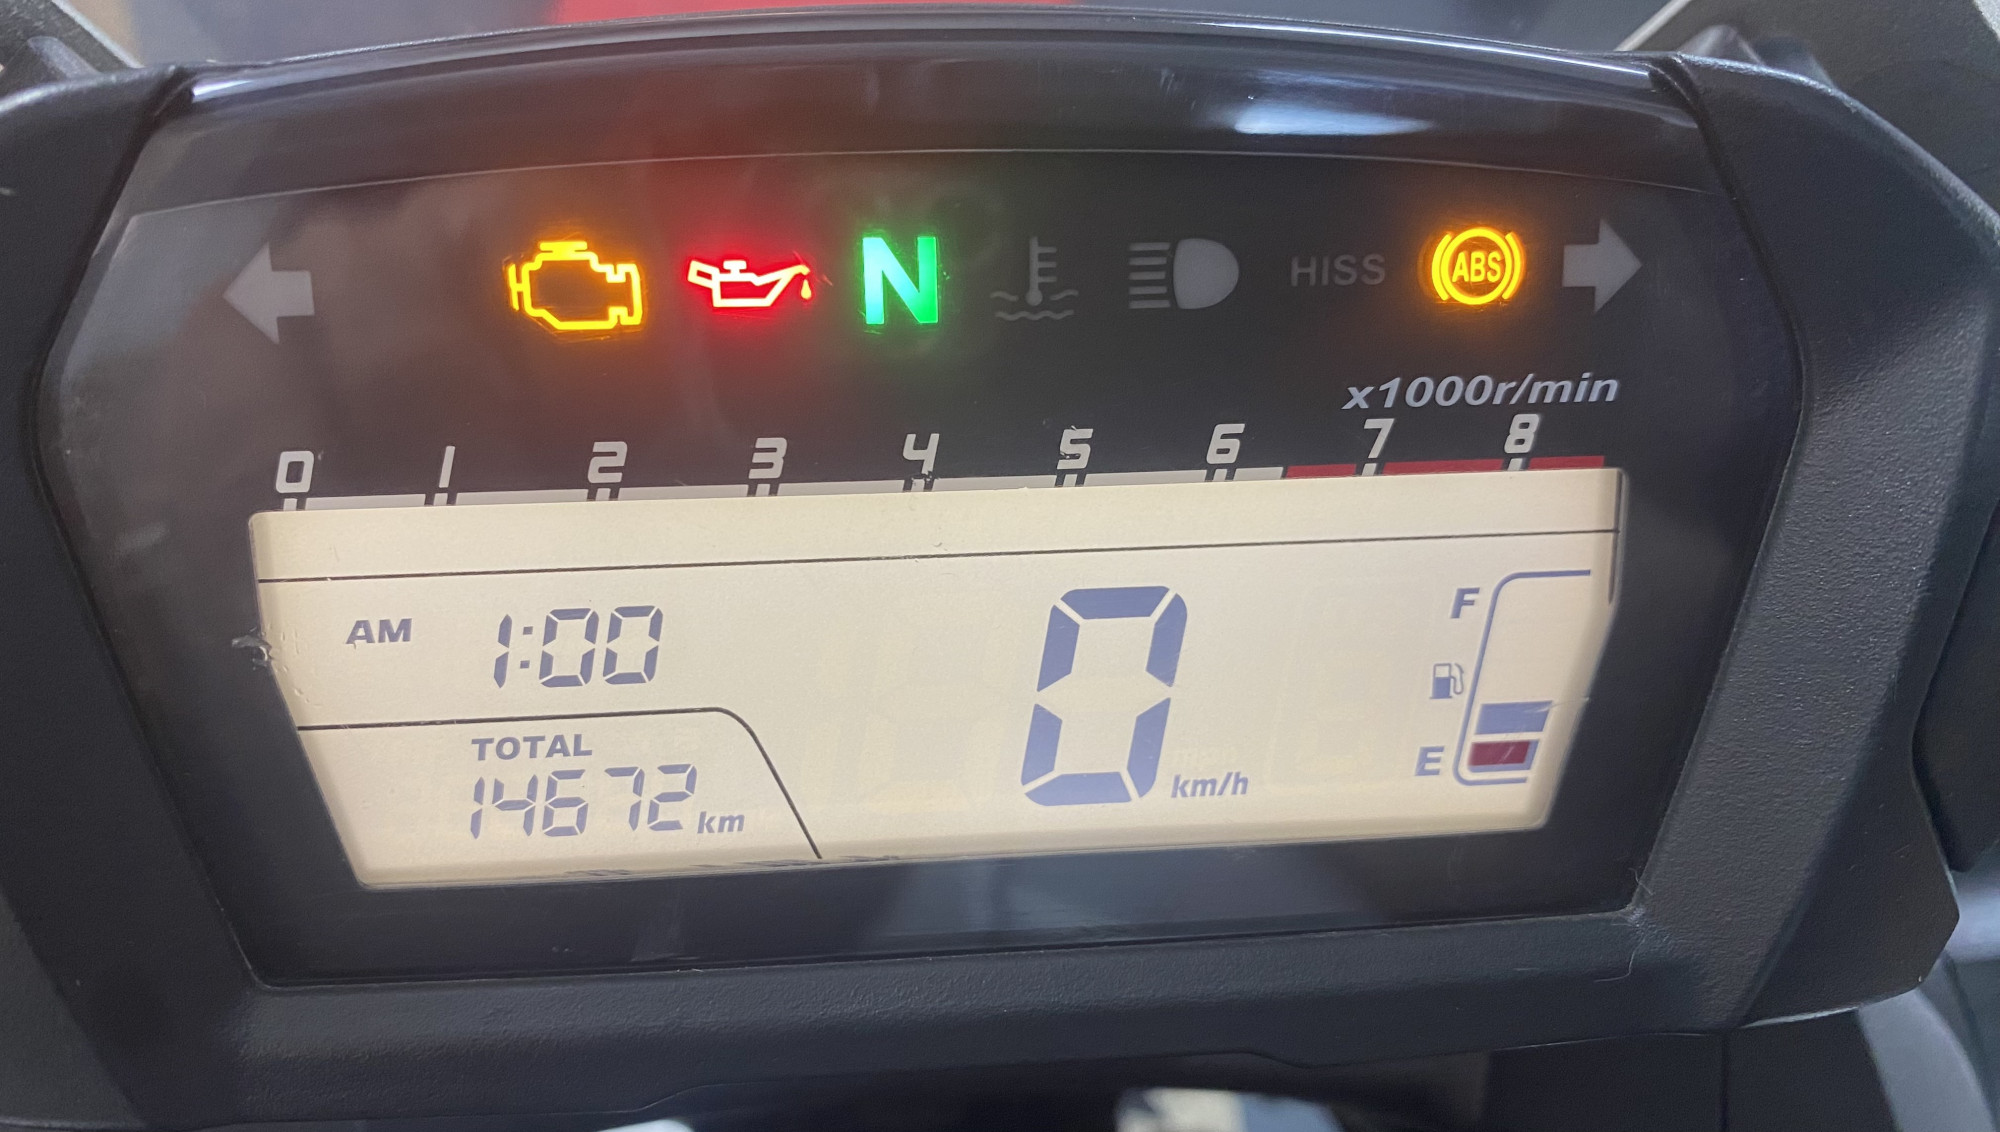 N HISS ABS
x1000r/min
0 1 2 3 4 5 6 7 8
AM 1:00
0 km/h
F
E
TOTAL
14672 km